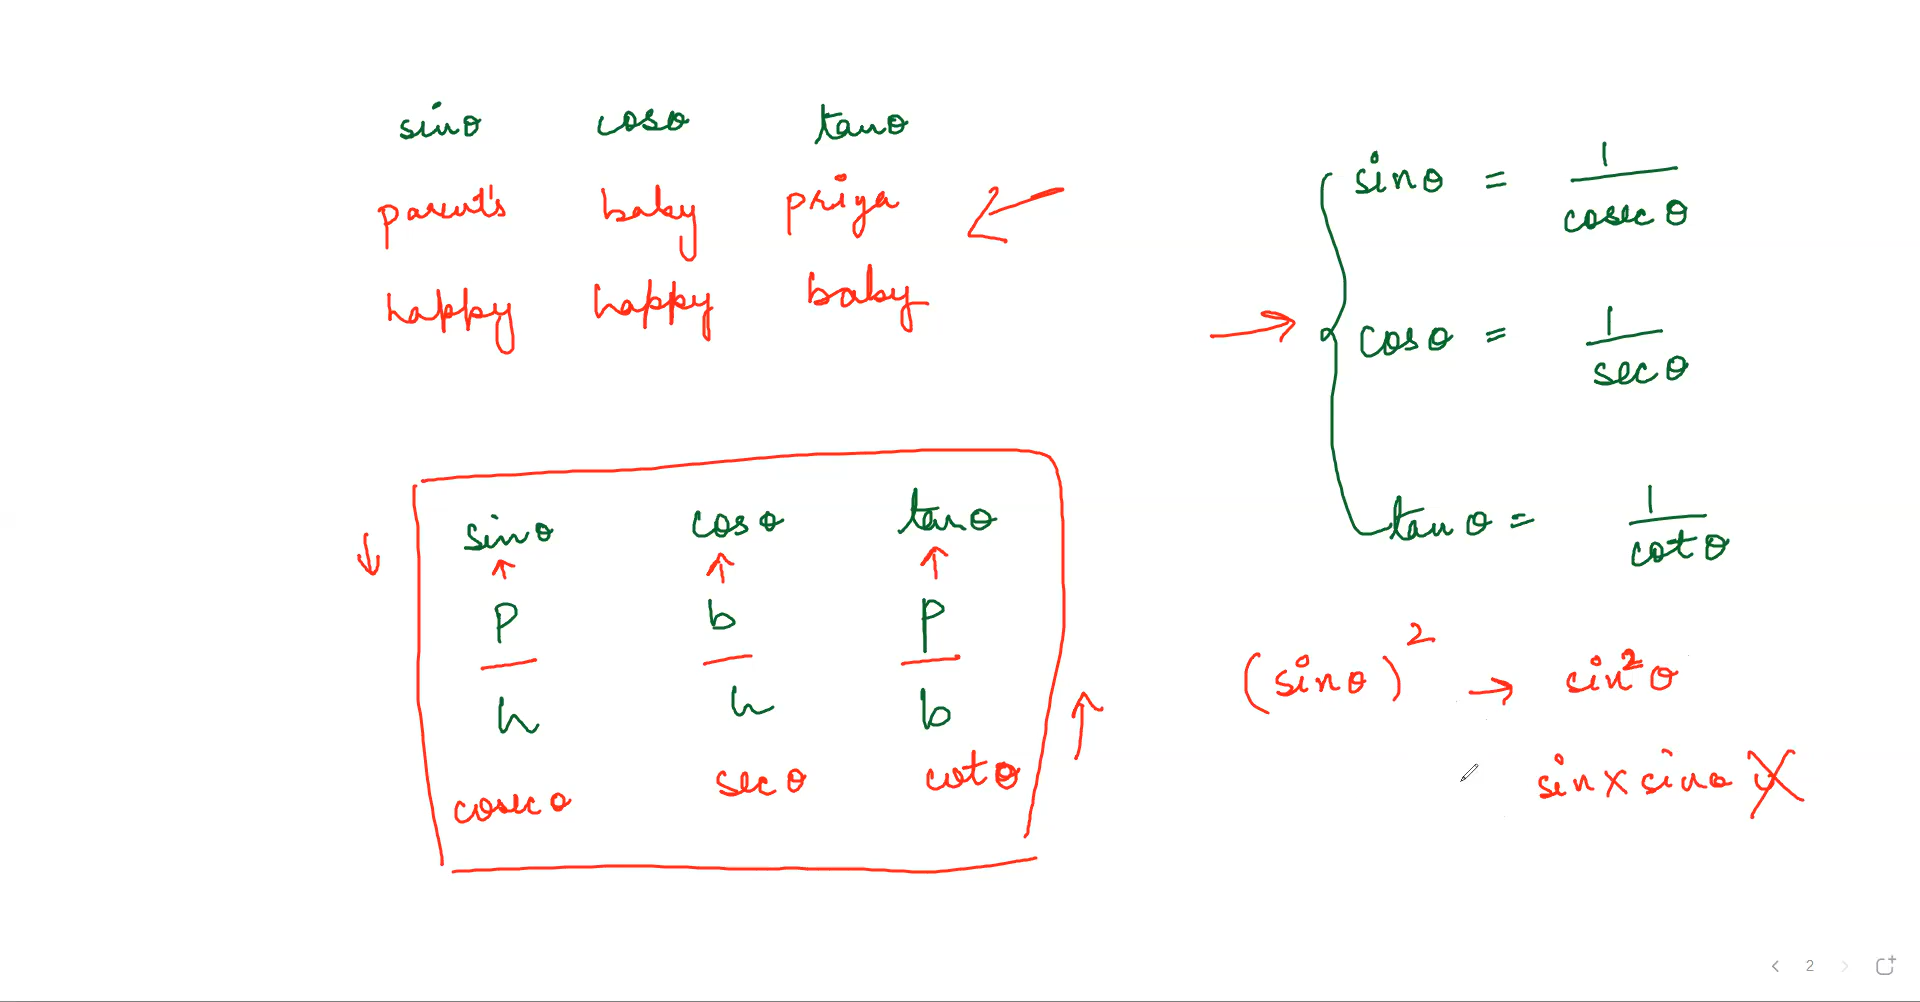 sinθ cosθ tanθ
parent's baby priya
happy happy baby
sinθ = 1/cosecθ
cosθ = 1/secθ
tanθ = 1/cotθ
sinθ cosθ tanθ
↑ ↑ ↑
p b p
h h b
cosecθ secθ cotθ
(sinθ)² → sin²θ
sin x sinθ
2